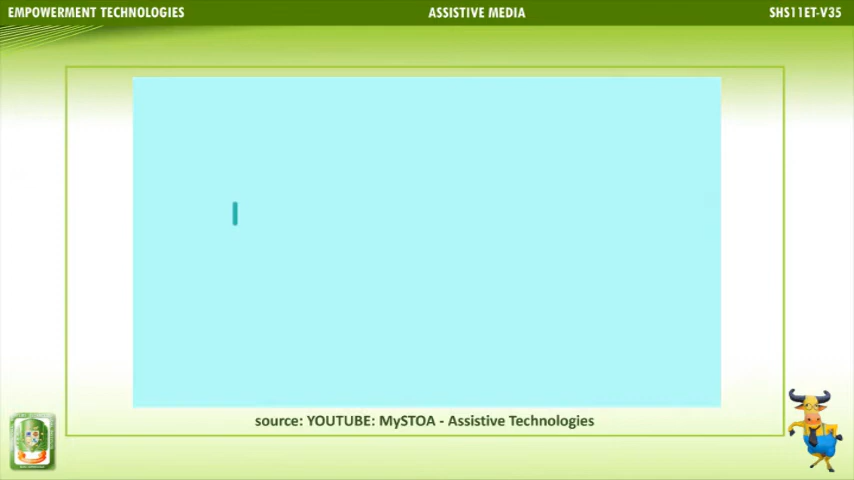 EMPOWERMENT TECHNOLOGIES
ASSISTIVE MEDIA
SHS11ET-V35
source: YOUTUBE: MySTOA - Assistive Technologies